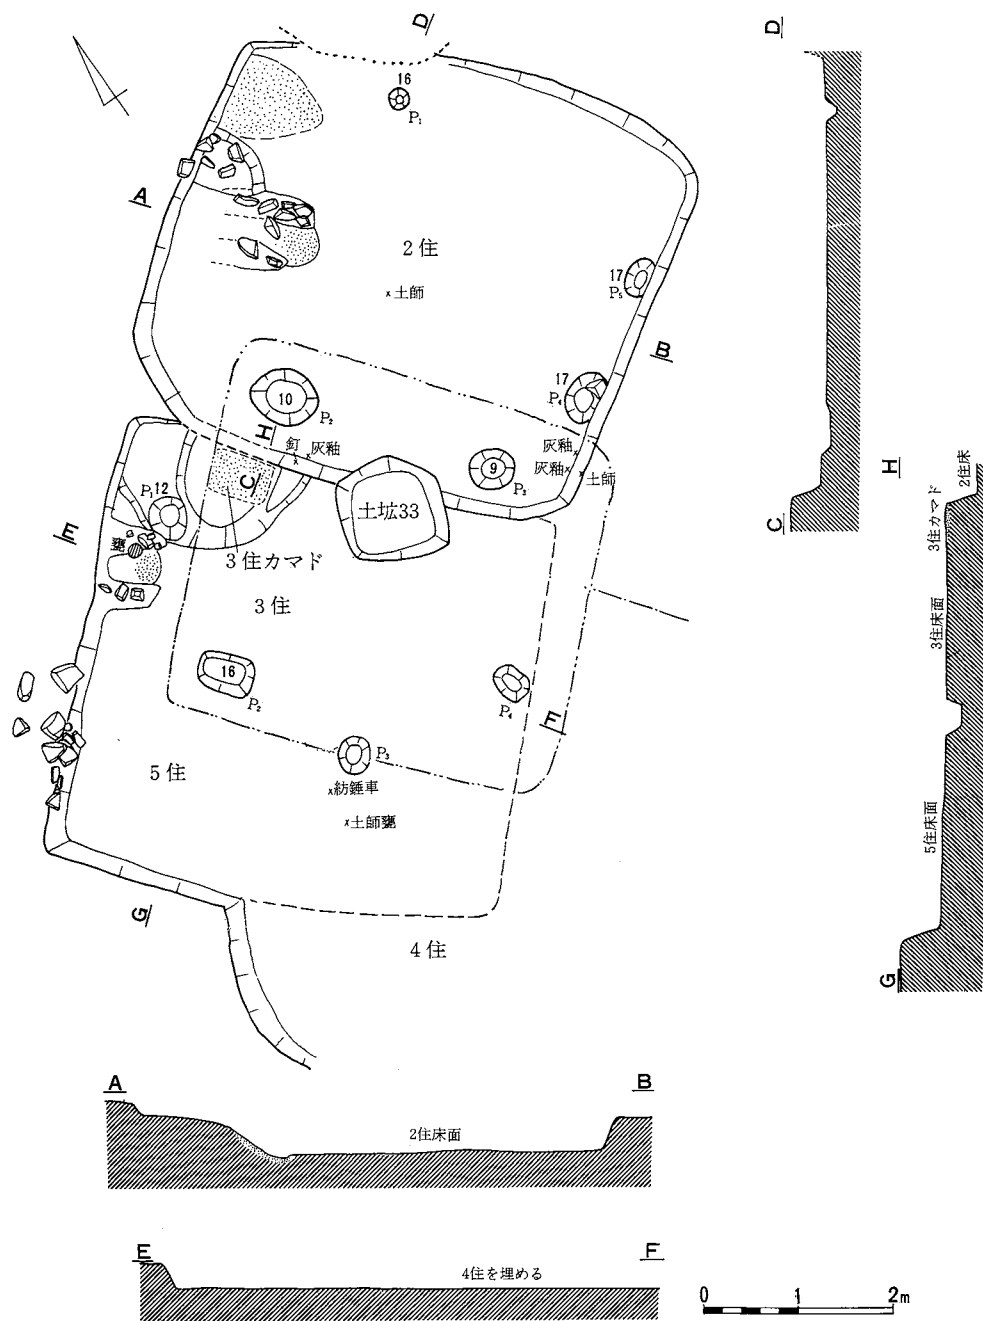 D
16
P₁
A
2住
17
P₅
×土師
B
17
P₄
10
P₂
H
釘
灰釉
灰釉
灰釉
土師
9
P₃
C
土坛33
P₁ 12
E
甕
3住カマド
3住
16
P₂
P₄
F
P₃
5住
×紡錘車
×土師甕
G
4住
A
B
2住床面
E
F
4住を埋める
0 1 2m
D
C
H
2住床
3住カマド
3住床面
5住床面
G